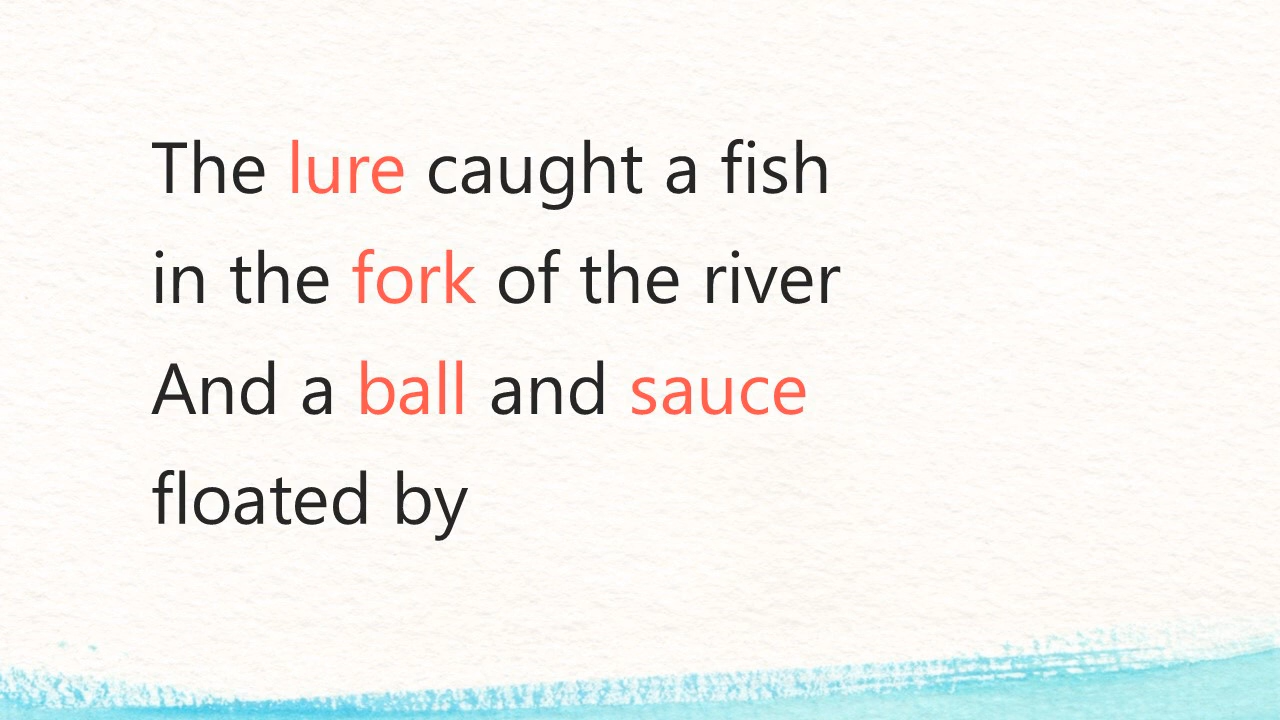 The lure caught a fish
in the fork of the river
And a ball and sauce
floated by